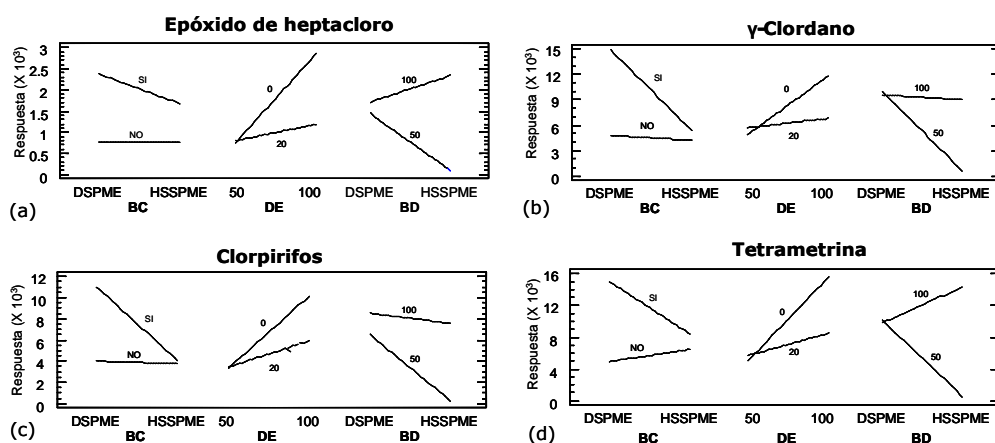 Epóxido de heptacloro
Respuesta (X 10³)
3
2.5
2
1.5
1
0.5
0
SI
NO
0
20
100
50
DSPME HSSPME 50 100 DSPME HSSPME
BC DE BD
(a)
γ-Clordano
Respuesta (X 10³)
15
12
9
6
3
0
SI
NO
0
20
100
50
DSPME HSSPME 50 100 DSPME HSSPME
BC DE BD
(b)
Clorpirifos
Respuesta (X 10³)
12
10
8
6
4
2
0
SI
NO
0
20
100
50
DSPME HSSPME 50 100 DSPME HSSPME
BC DE BD
(c)
Tetrametrina
Respuesta (X 10³)
16
12
8
4
0
SI
NO
0
20
100
50
DSPME HSSPME 50 100 DSPME HSSPME
BC DE BD
(d)